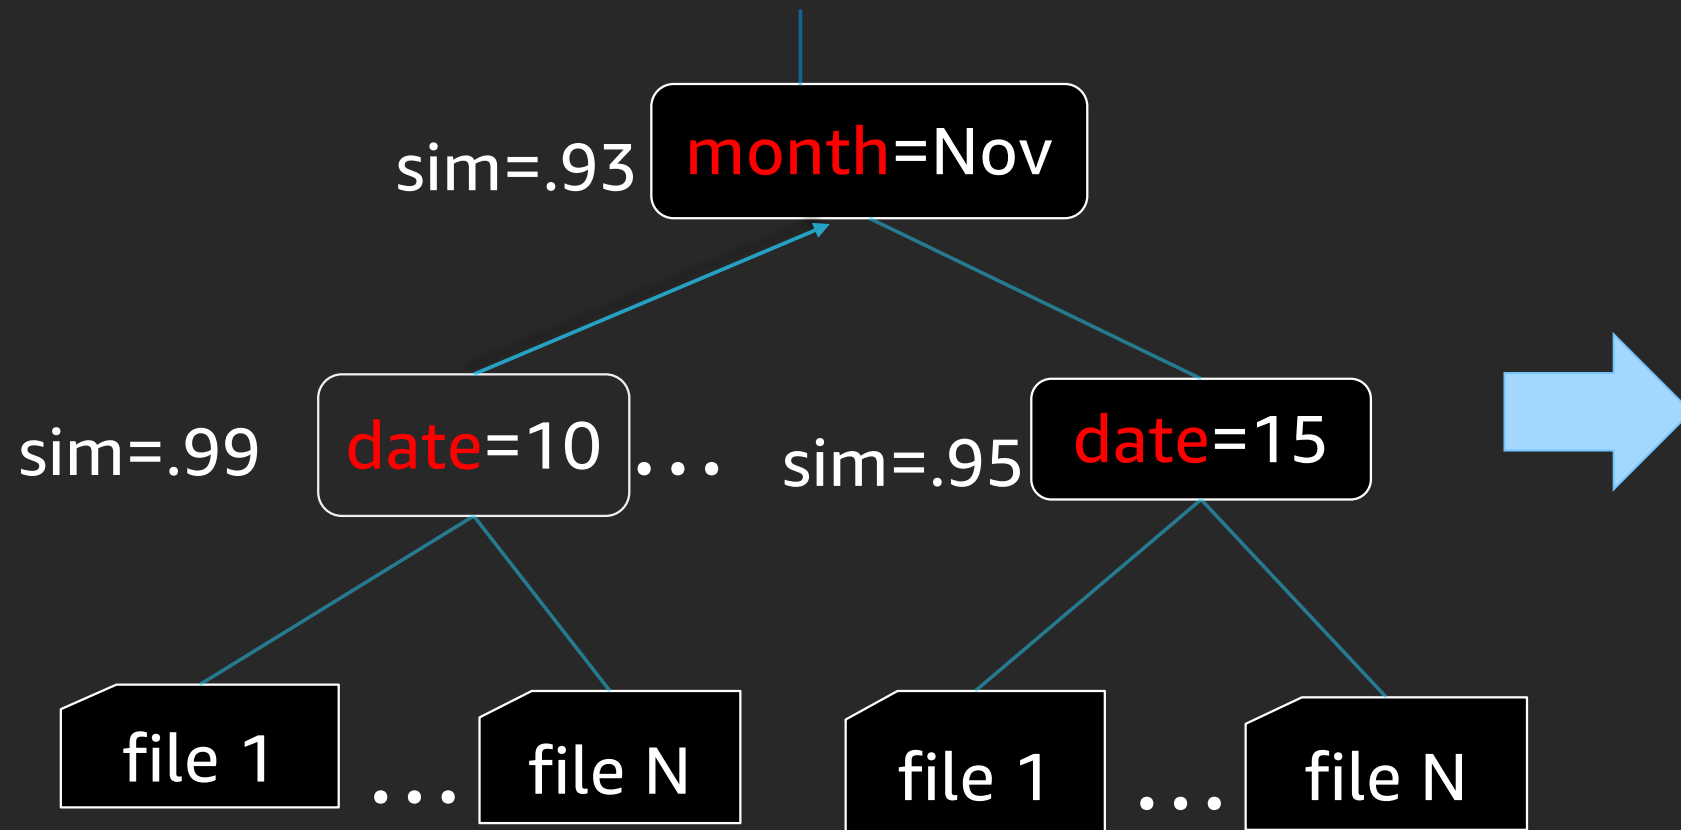 sim=.93
month=Nov
sim=.99
date=10
...
sim=.95
date=15
file 1
...
file N
file 1
...
file N